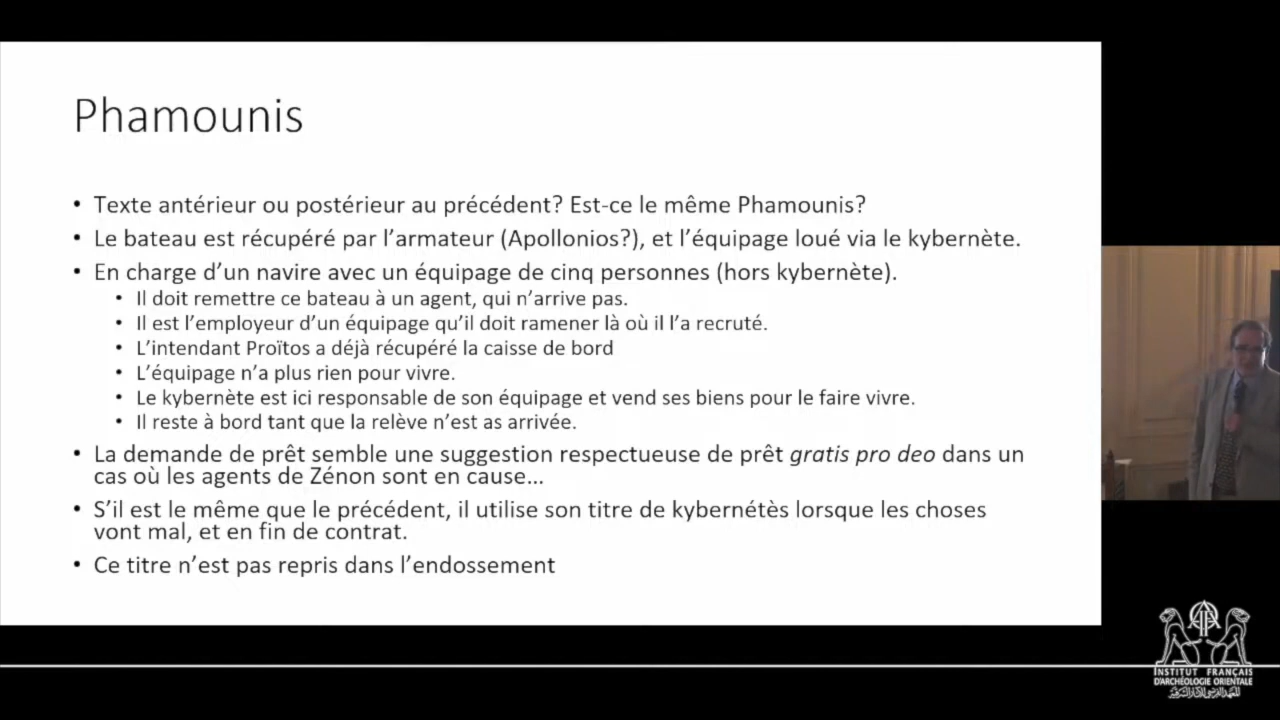 Phamounis
• Texte antérieur ou postérieur au précédent? Est-ce le même Phamounis?
• Le bateau est récupéré par l’armateur (Apollonios?), et l’équipage loué via le kybernète.
• En charge d’un navire avec un équipage de cinq personnes (hors kybernète).
• Il doit remettre ce bateau à un agent, qui n’arrive pas.
• Il est l’employeur d’un équipage qu’il doit ramener là où il l’a recruté.
• L’intendant Proïtos a déjà récupéré la caisse de bord
• L’équipage n’a plus rien pour vivre.
• Le kybernète est ici responsable de son équipage et vend ses biens pour le faire vivre.
• Il reste à bord tant que la relève n’est as arrivée.
• La demande de prêt semble une suggestion respectueuse de prêt gratis pro deo dans un
cas où les agents de Zénon sont en cause...
• S’il est le même que le précédent, il utilise son titre de kybernétès lorsque les choses
vont mal, et en fin de contrat.
• Ce titre n’est pas repris dans l’endossement
INSTITUT FRANÇAIS
D’ARCHÉOLOGIE ORIENTALE